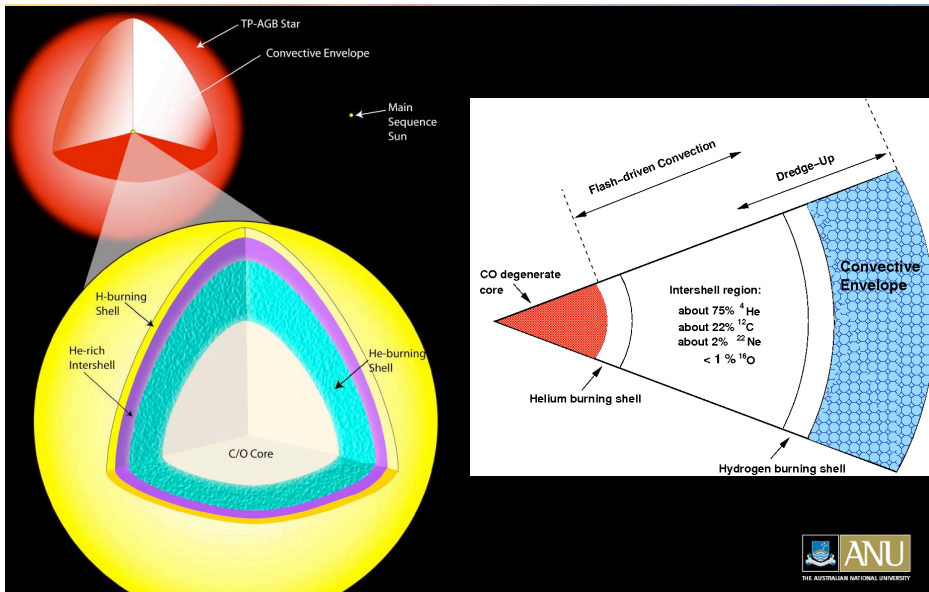 TP-AGB Star
Convective Envelope
Main
Sequence
Sun
H-burning
Shell
He-rich
Intershell
He-burning
Shell
C/O Core
Flash-driven Convection
Dredge-Up
CO degenerate
core
Intershell region:
about 75% ⁴He
about 22% ¹²C
about 2% ²²Ne
< 1 % ¹⁶O
Convective
Envelope
Helium burning shell
Hydrogen burning shell
ANU
THE AUSTRALIAN NATIONAL UNIVERSITY